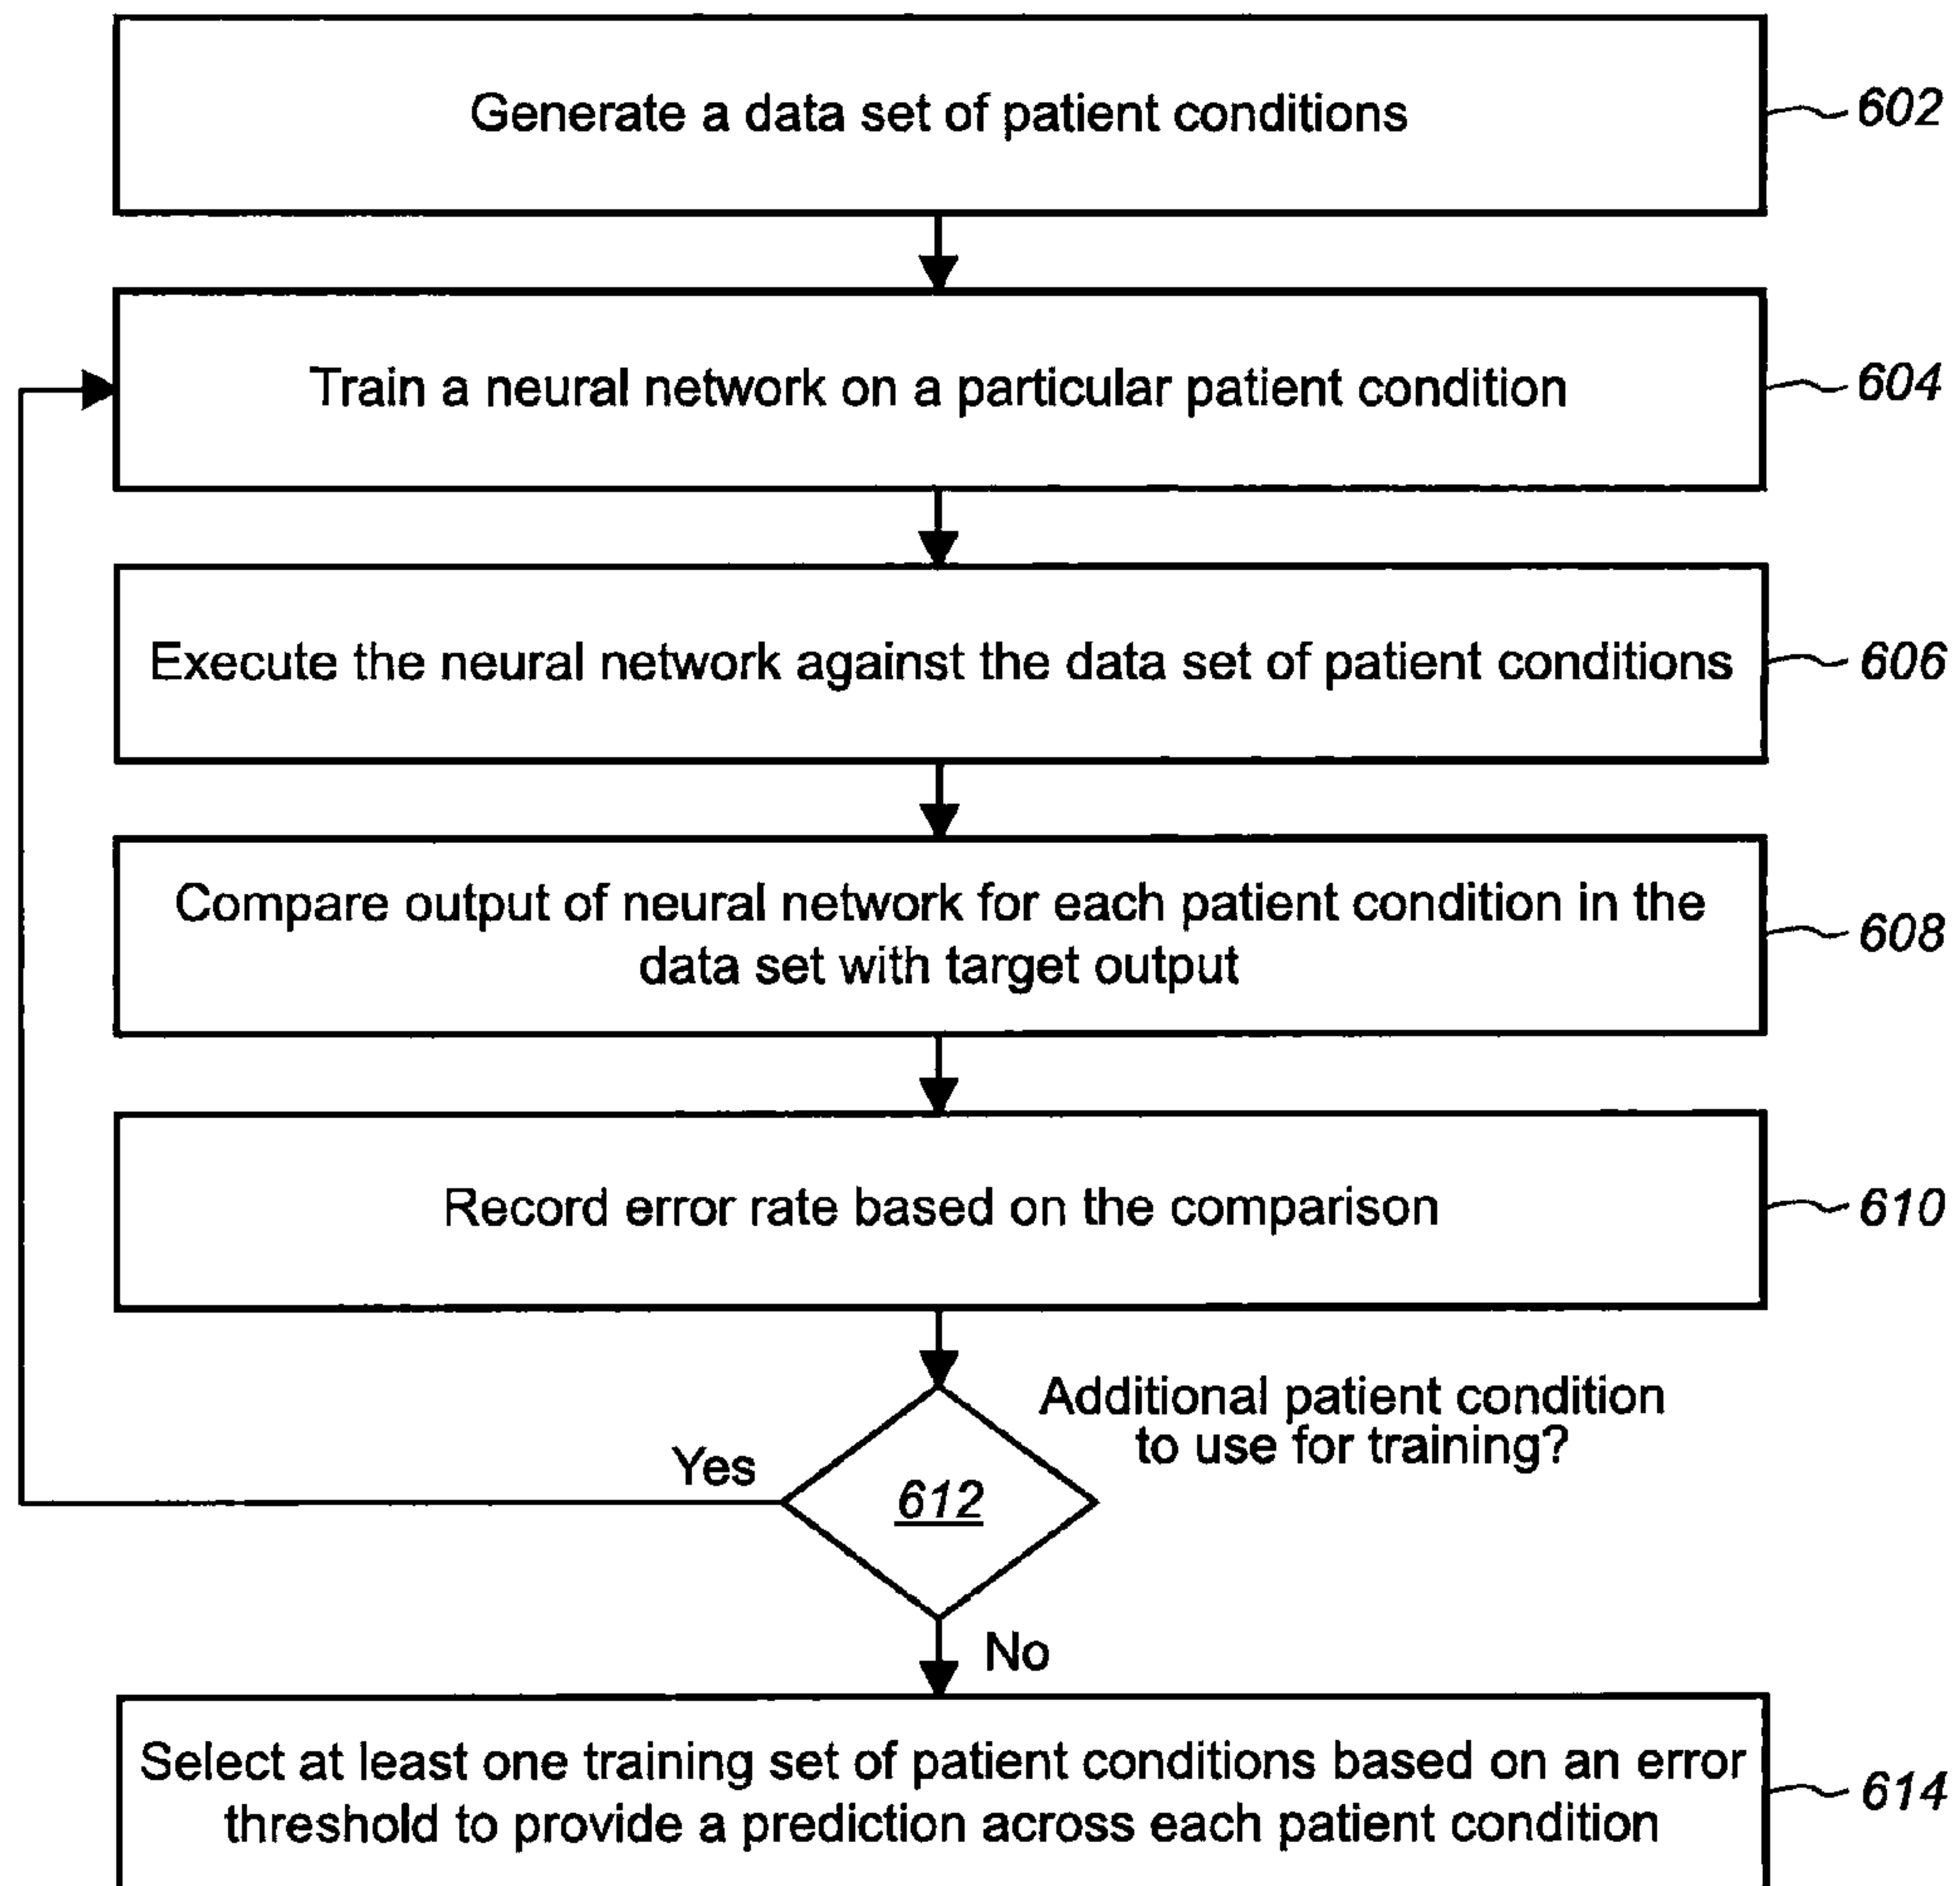 Generate a data set of patient conditions
602
Train a neural network on a particular patient condition
604
Execute the neural network against the data set of patient conditions
606
Compare output of neural network for each patient condition in the
data set with target output
608
Record error rate based on the comparison
610
Additional patient condition
to use for training?
Yes
612
No
Select at least one training set of patient conditions based on an error
threshold to provide a prediction across each patient condition
614